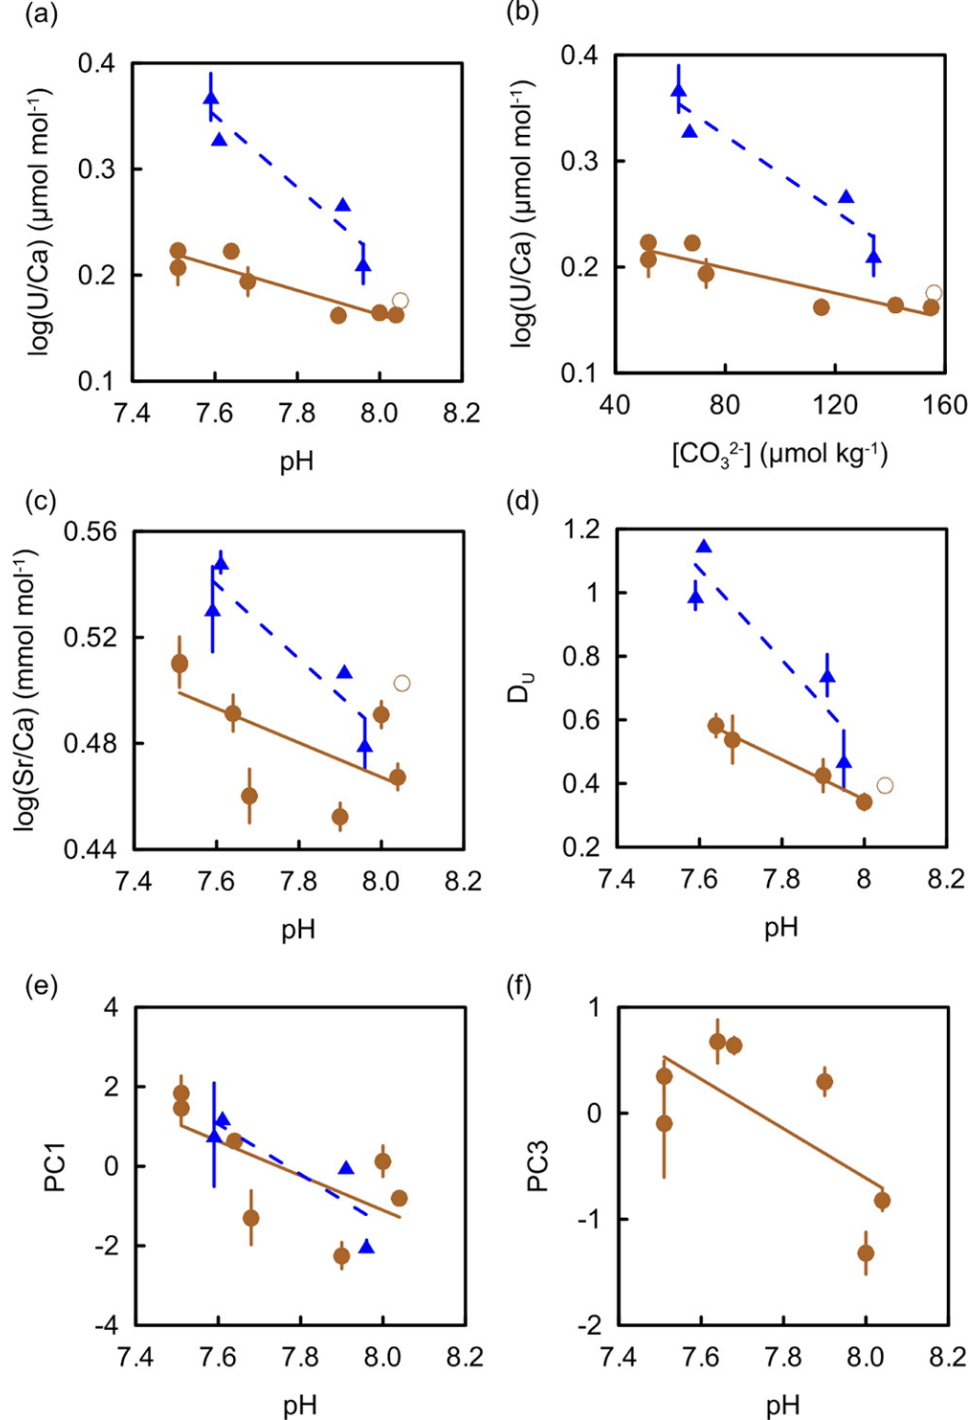 (a)
0.4
0.3
0.2
0.1
log(U/Ca) (µmol mol⁻¹)
7.4 7.6 7.8 8.0 8.2
pH
(b)
0.4
0.3
0.2
0.1
log(U/Ca) (µmol mol⁻¹)
40 80 120 160
[CO₃²⁻] (µmol kg⁻¹)
(c)
0.56
0.52
0.48
0.44
log(Sr/Ca) (mmol mol⁻¹)
7.4 7.6 7.8 8.0 8.2
pH
(d)
1.2
1
0.8
0.6
0.4
0.2
D_U
7.4 7.6 7.8 8 8.2
pH
(e)
4
2
0
-2
-4
PC1
7.4 7.6 7.8 8.0 8.2
pH
(f)
1
0
-1
-2
PC3
7.4 7.6 7.8 8.0 8.2
pH